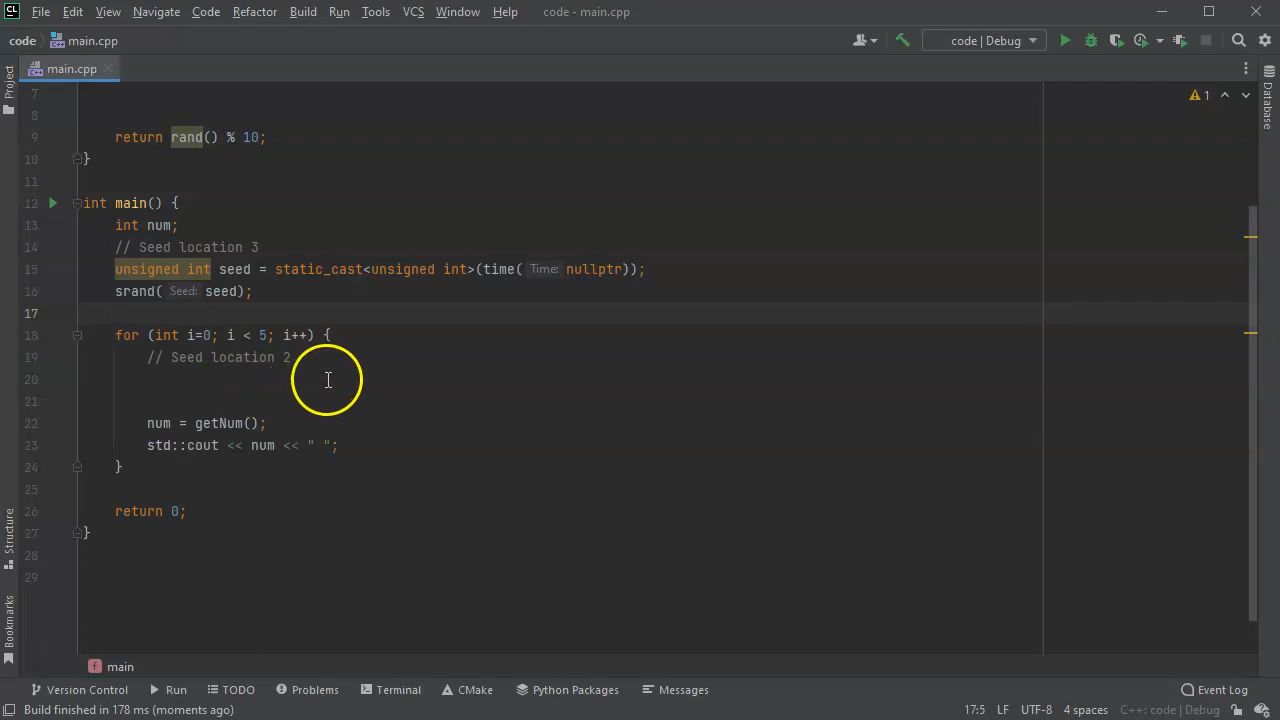 CL File Edit View Navigate Code Refactor Build Run Tools VCS Window Help code - main.cpp
code main.cpp code | Debug
main.cpp
Project
Database
Structure
Bookmarks
1
7
8
9 return rand() % 10;
10 }
11
12 int main() {
13 int num;
14 // Seed location 3
15 unsigned int seed = static_cast<unsigned int>(time( Time: nullptr));
16 srand( Seed: seed);
17
18 for (int i=0; i < 5; i++) {
19 // Seed location 2
20
21
22 num = getNum();
23 std::cout << num << " ";
24 }
25
26 return 0;
27 }
28
29
f main
Version Control Run TODO Problems Terminal CMake Python Packages Messages Event Log
Build finished in 178 ms (moments ago) 17:5 LF UTF-8 4 spaces C++: code | Debug